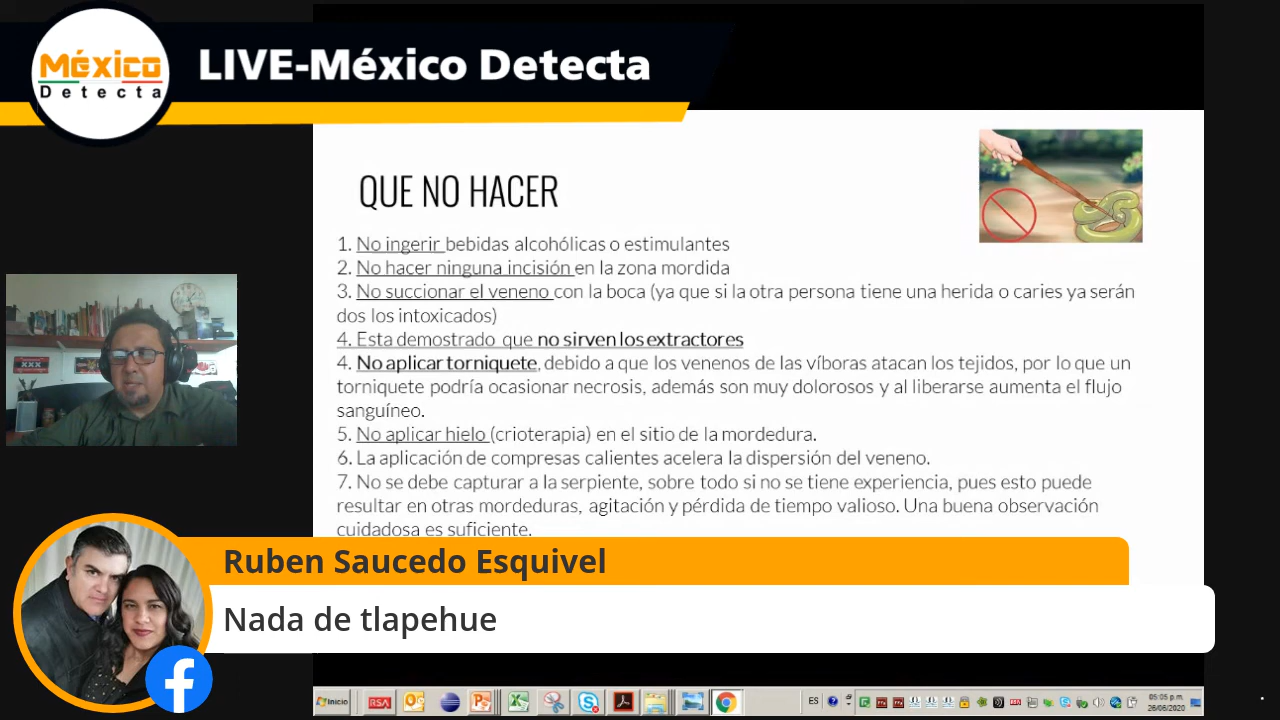 México
Detecta
LIVE-México Detecta
QUE NO HACER
1. No ingerir bebidas alcohólicas o estimulantes
2. No hacer ninguna incisión en la zona mordida
3. No succionar el veneno con la boca (ya que si la otra persona tiene una herida o caries ya serán
dos los intoxicados)
4. Esta demostrado que no sirven los extractores
4. No aplicar torniquete, debido a que los venenos de las víboras atacan los tejidos, por lo que un
torniquete podría ocasionar necrosis, además son muy dolorosos y al liberarse aumenta el flujo
sanguíneo.
5. No aplicar hielo (crioterapia) en el sitio de la mordedura.
6. La aplicación de compresas calientes acelera la dispersión del veneno.
7. No se debe capturar a la serpiente, sobre todo si no se tiene experiencia, pues esto puede
resultar en otras mordeduras, agitación y pérdida de tiempo valioso. Una buena observación
cuidadosa es suficiente.
XXX
Ruben Saucedo Esquivel
Nada de tlapehue
Inicio
RSA
ES
05:05 p.m.
26/06/2020